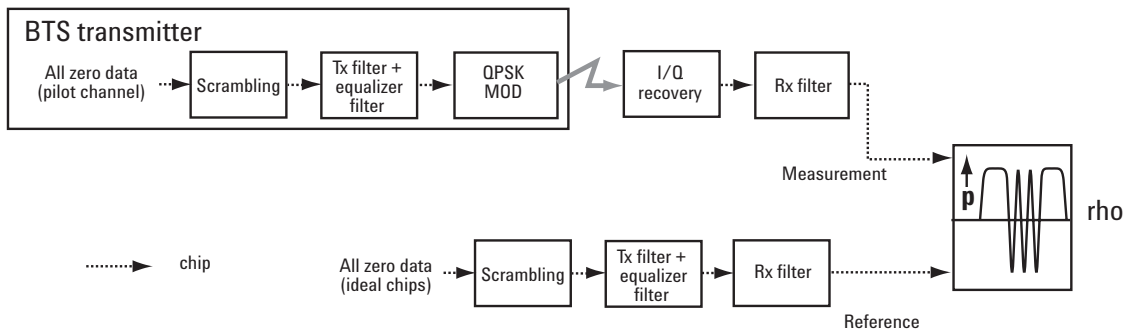 BTS transmitter
All zero data
(pilot channel)
Scrambling
Tx filter +
equalizer
filter
QPSK
MOD
I/Q
recovery
Rx filter
Measurement
p
rho
chip
All zero data
(ideal chips)
Scrambling
Tx filter +
equalizer
filter
Rx filter
Reference